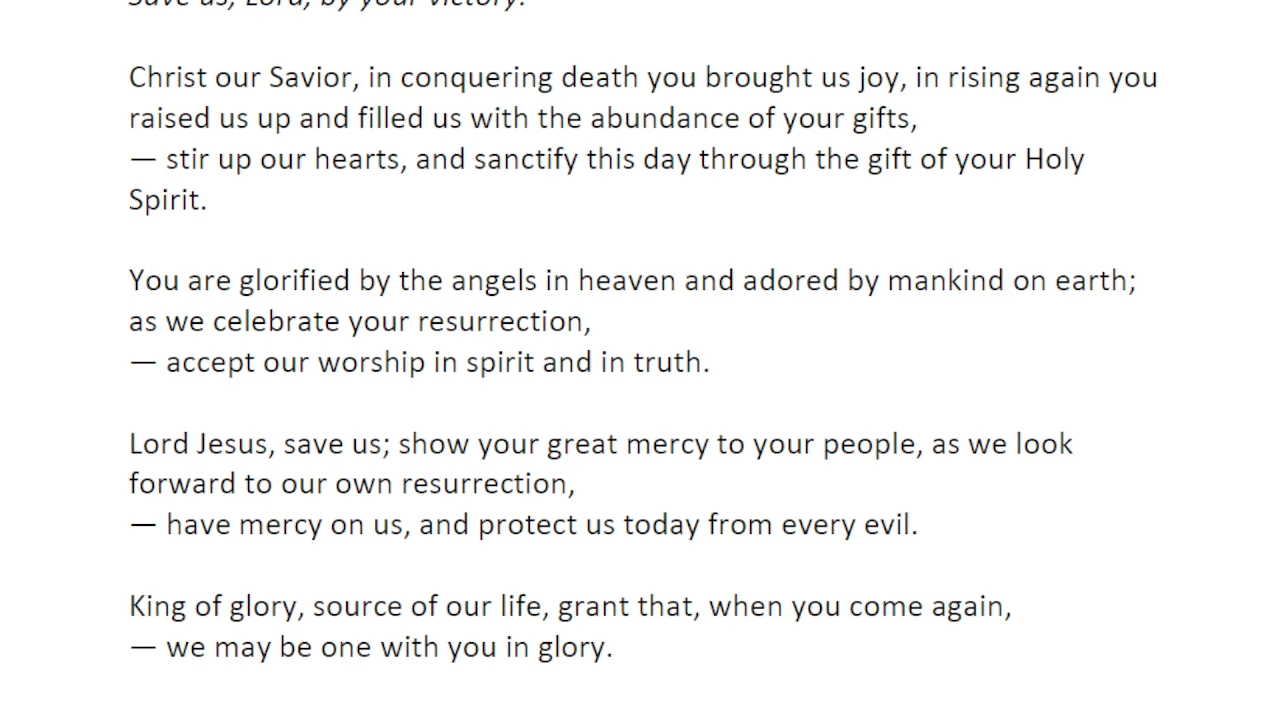 Save us, Lord, by your victory.
Christ our Savior, in conquering death you brought us joy, in rising again you
raised us up and filled us with the abundance of your gifts,
— stir up our hearts, and sanctify this day through the gift of your Holy
Spirit.
You are glorified by the angels in heaven and adored by mankind on earth;
as we celebrate your resurrection,
— accept our worship in spirit and in truth.
Lord Jesus, save us; show your great mercy to your people, as we look
forward to our own resurrection,
— have mercy on us, and protect us today from every evil.
King of glory, source of our life, grant that, when you come again,
— we may be one with you in glory.